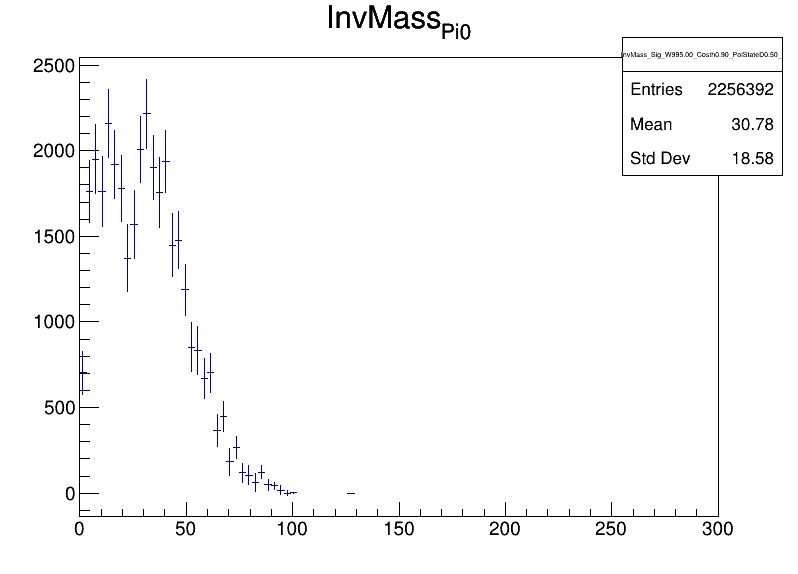 InvMass_Pi0
InvMass_Sig_W995.00_Costh0.90_PolStateD0.50_
Entries 2256392
Mean 30.78
Std Dev 18.58
2500
2000
1500
1000
500
0
0 50 100 150 200 250 300